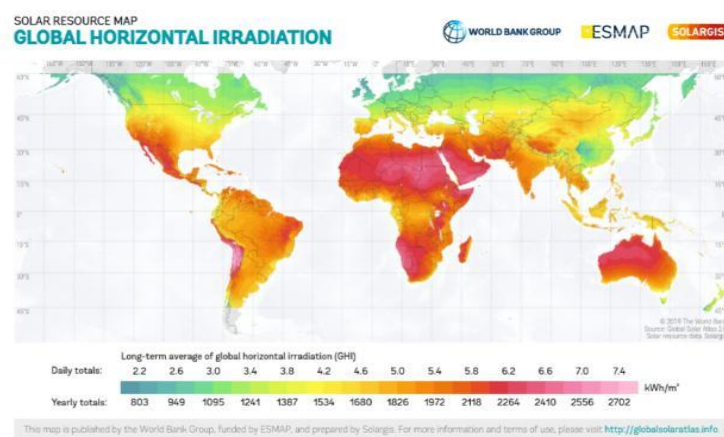 SOLAR RESOURCE MAP
GLOBAL HORIZONTAL IRRADIATION
WORLD BANK GROUP
ESMAP
SOLARGIS
Long-term average of global horizontal irradiation (GHI)
Daily totals: 2.2 2.6 3.0 3.4 3.8 4.2 4.6 5.0 5.4 5.8 6.2 6.6 7.0 7.4
kWh/m²
Yearly totals: 803 949 1095 1241 1387 1534 1680 1826 1972 2118 2264 2410 2556 2702
This map is published by the World Bank Group, funded by ESMAP, and prepared by Solargis. For more information and terms of use, please visit http://globalsolaratlas.info